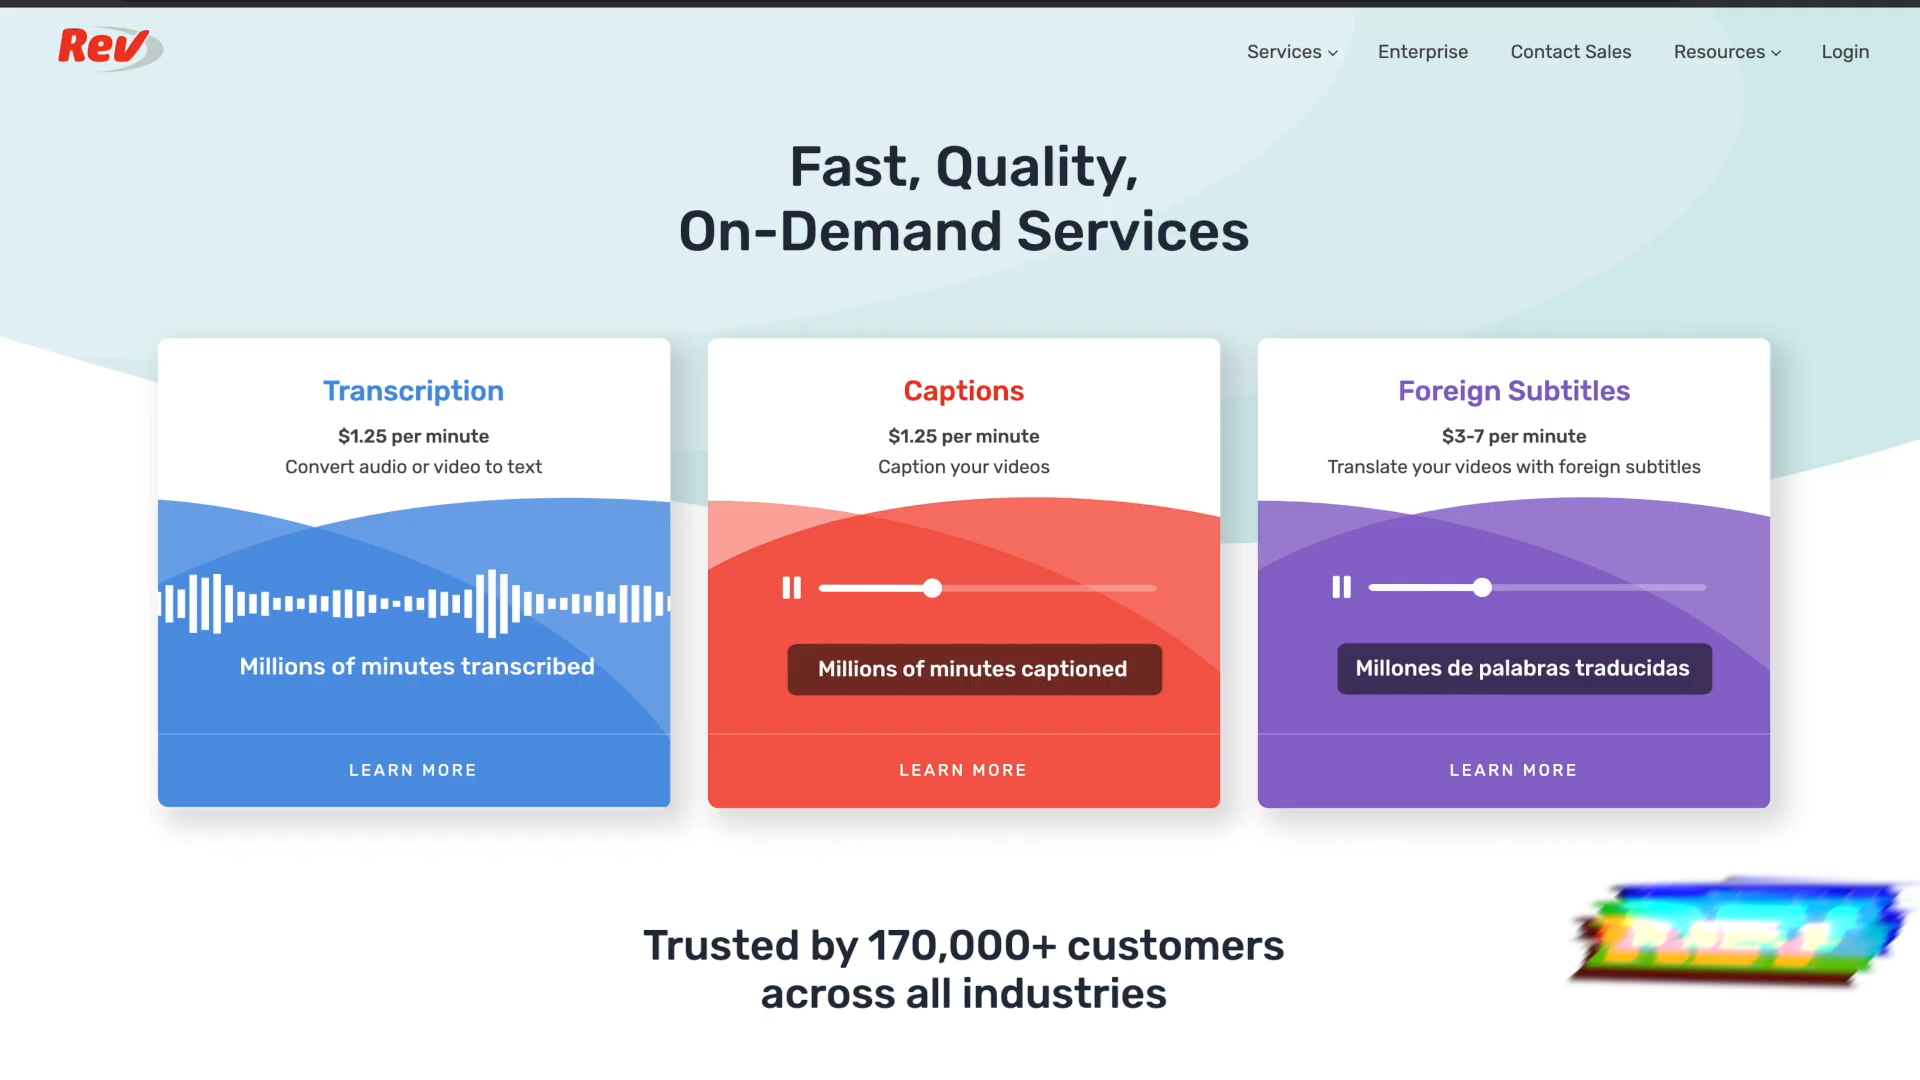 Rev
Services
Enterprise
Contact Sales
Resources
Login
Fast, Quality,
On-Demand Services
Transcription
$1.25 per minute
Convert audio or video to text
Millions of minutes transcribed
LEARN MORE
Captions
$1.25 per minute
Caption your videos
Millions of minutes captioned
LEARN MORE
Foreign Subtitles
$3-7 per minute
Translate your videos with foreign subtitles
Millones de palabras traducidas
LEARN MORE
Trusted by 170,000+ customers
across all industries